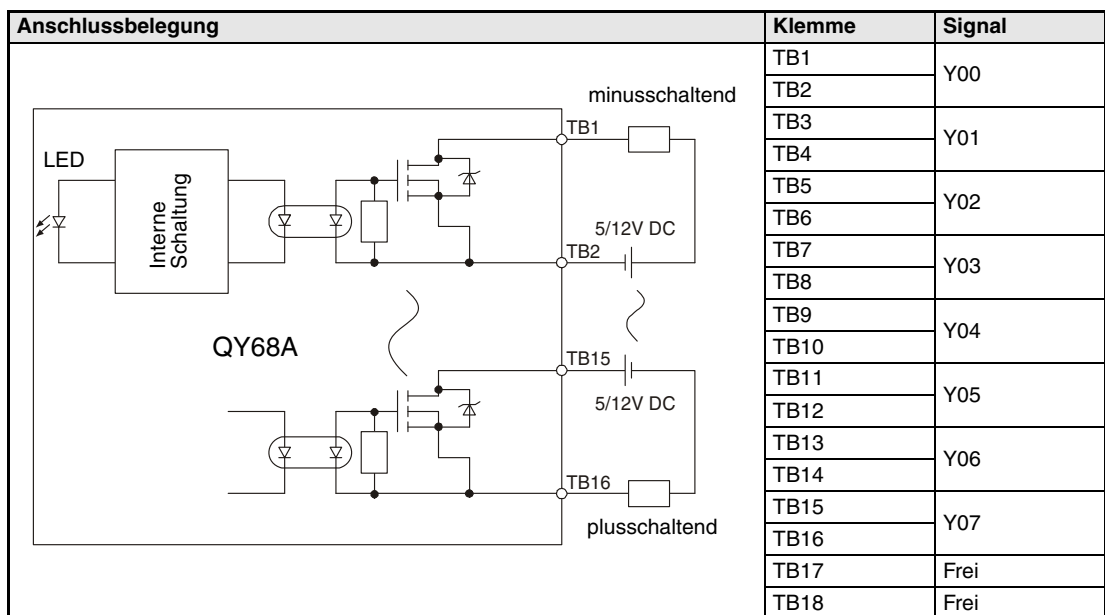 Anschlussbelegung Klemme Signal
minusschaltend
TB1
LED
Interne
Schaltung
5/12V DC
TB2
QY68A
TB15
5/12V DC
TB16
plusschaltend
TB1 Y00
TB2
TB3 Y01
TB4
TB5 Y02
TB6
TB7 Y03
TB8
TB9 Y04
TB10
TB11 Y05
TB12
TB13 Y06
TB14
TB15 Y07
TB16
TB17 Frei
TB18 Frei